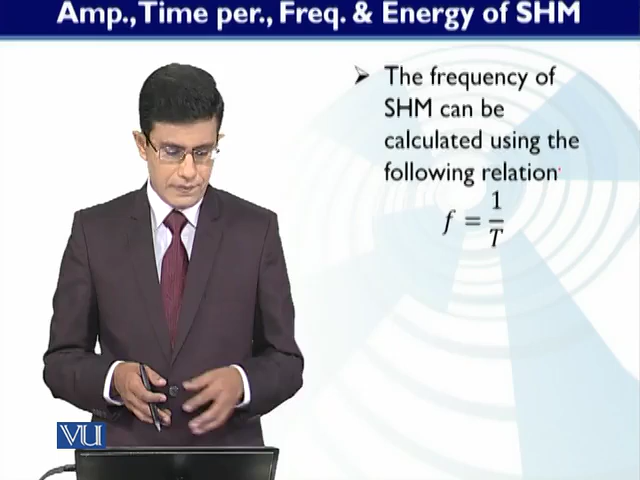 Amp., Time per., Freq. & Energy of SHM
➢ The frequency of
SHM can be
calculated using the
following relation
f = 1/T
VU